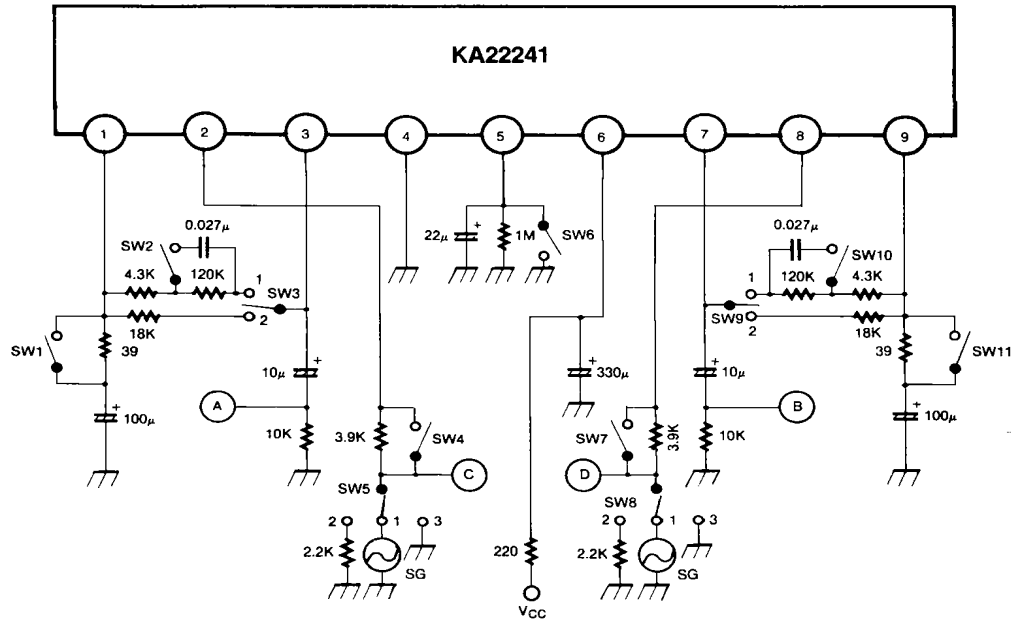 KA22241
1 2 3 4 5 6 7 8 9
0.027μ
SW2
4.3K 120K
1
SW3
2
18K
SW1
39
100μ
+
10μ
+
A
10K
22μ
+
1M
SW6
3.9K
SW4
C
SW5
2 1 3
2.2K
SG
330μ
+
220
VCC
0.027μ
SW10
120K 4.3K
1
SW9
2
18K
39
SW11
100μ
+
10μ
+
B
10K
SW7
3.9K
D
SW8
2 1 3
2.2K
SG